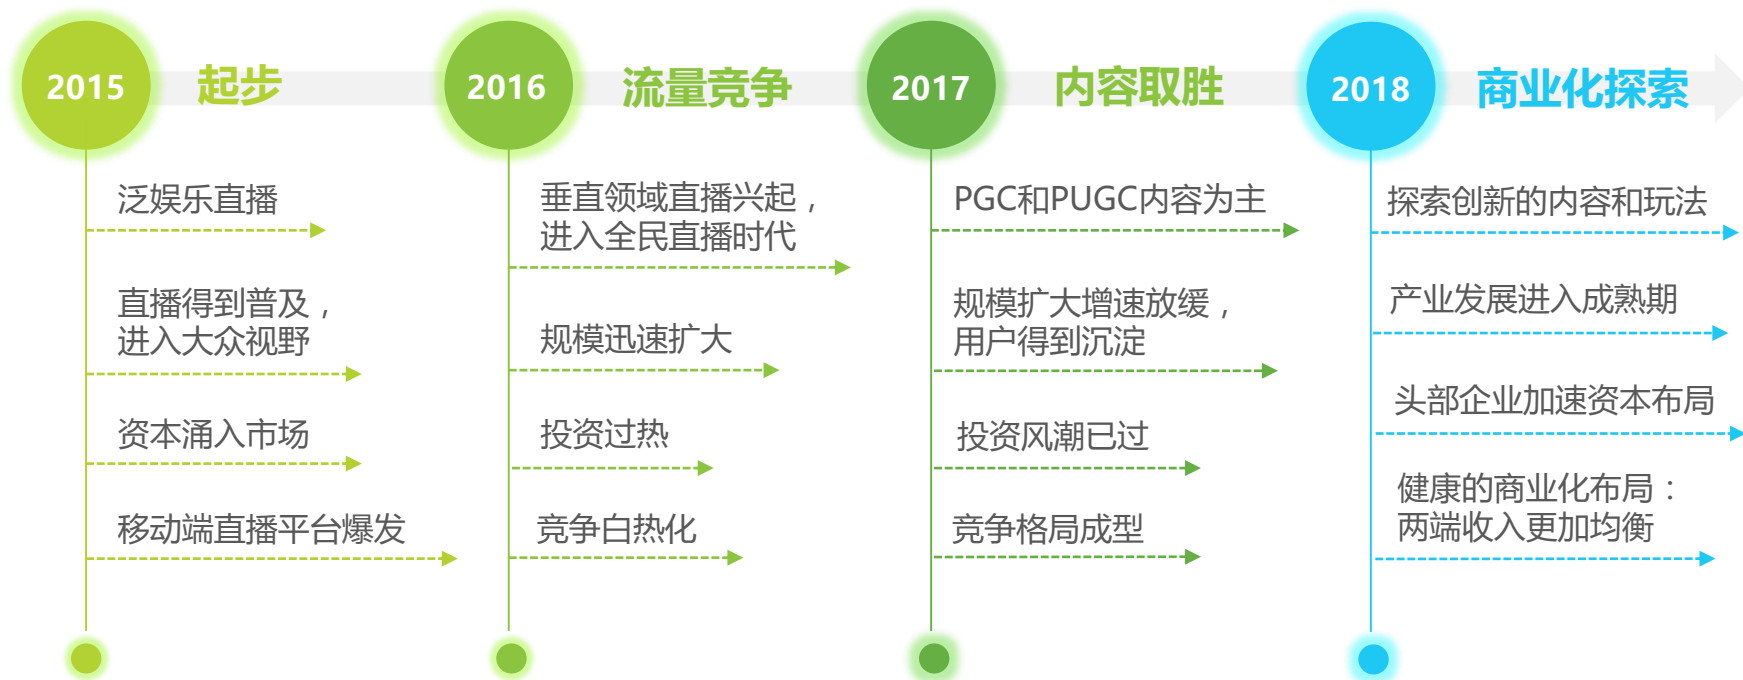 2015
起步
泛娱乐直播
直播得到普及，
进入大众视野
资本涌入市场
移动端直播平台爆发
2016
流量竞争
垂直领域直播兴起，
进入全民直播时代
规模迅速扩大
投资过热
竞争白热化
2017
内容取胜
PGC和PUGC内容为主
规模扩大增速放缓，
用户得到沉淀
投资风潮已过
竞争格局成型
2018
商业化探索
探索创新的内容和玩法
产业发展进入成熟期
头部企业加速资本布局
健康的商业化布局：
两端收入更加均衡